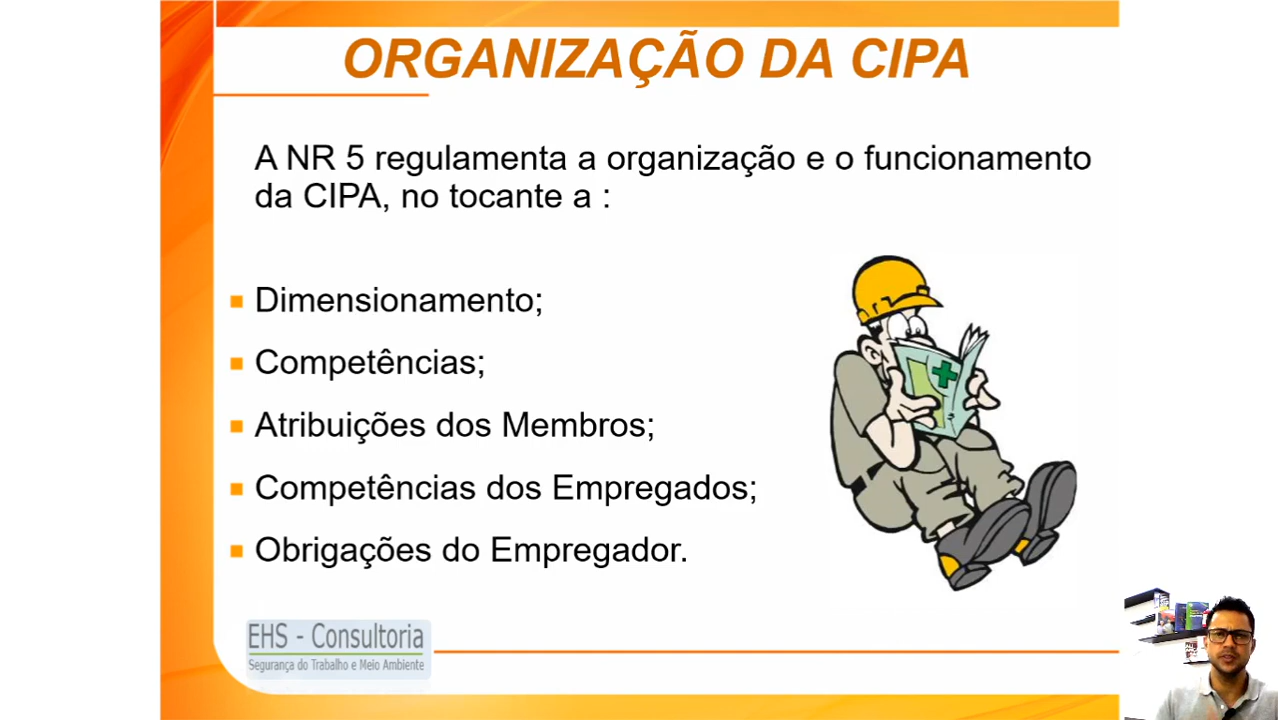 ORGANIZAÇÃO DA CIPA
A NR 5 regulamenta a organização e o funcionamento
da CIPA, no tocante a :
Dimensionamento;
Competências;
Atribuições dos Membros;
Competências dos Empregados;
Obrigações do Empregador.
EHS - Consultoria
Segurança do Trabalho e Meio Ambiente